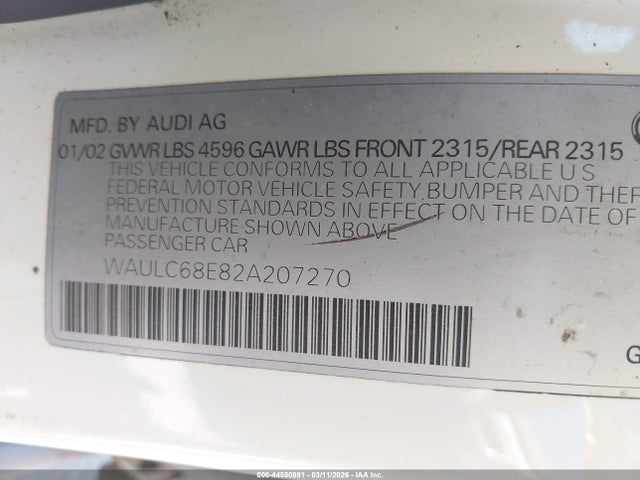 MFD. BY AUDI AG
01/02 GVWR LBS 4596 GAWR LBS FRONT 2315/REAR 2315
THIS VEHICLE CONFORMS TO ALL APPLICABLE U S
FEDERAL MOTOR VEHICLE SAFETY BUMPER AND THEF
PREVENTION STANDARDS IN EFFECT ON THE DATE OF
MANUFACTURE SHOWN ABOVE
PASSENGER CAR
WAULC68E82A207270
G
000-44580881 - 03/11/2026 - IAA Inc.